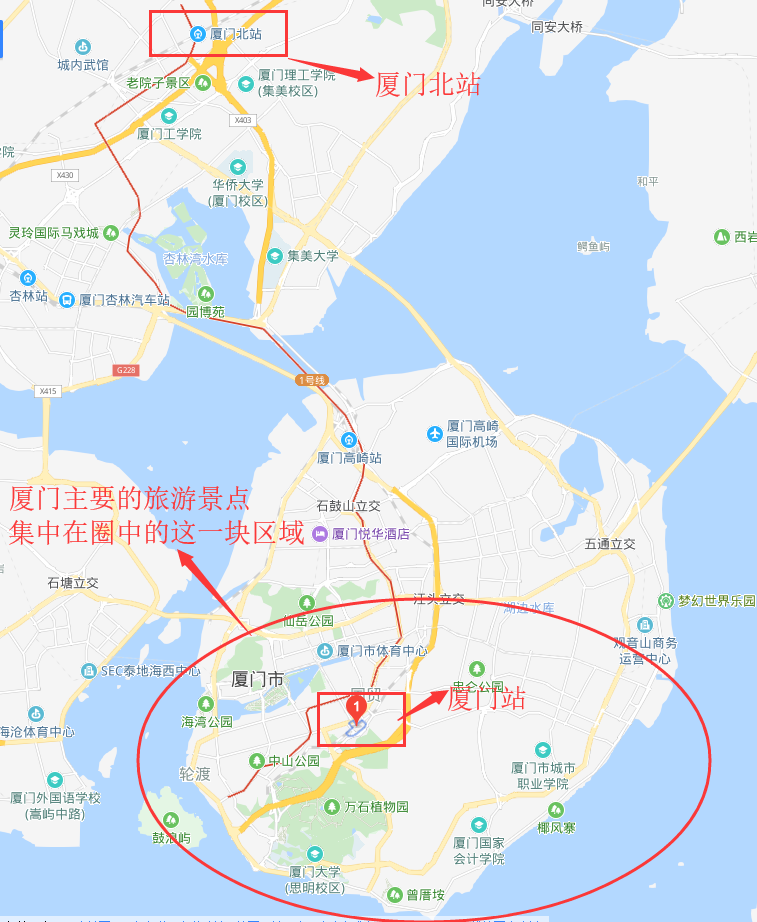 同安大桥
厦门北站
城内武馆
厦门北站
老院子景区
厦门理工学院
(集美校区)
X403
厦门工学院
X430
华侨大学
(厦门校区)
和平
灵玲国际马戏城
西岩
鳄鱼屿
杏林湾水库
集美大学
杏林站
厦门杏林汽车站
园博苑
G228
1号线
X415
厦门高崎
国际机场
厦门高崎站
厦门主要的旅游景点
集中在圈中的这一块区域
石鼓山立交
厦门悦华酒店
五通立交
石塘立交
仙岳公园
江头立交
湖边水库
梦幻世界乐园
观音山商务
运营中心
厦门市体育中心
SEC泰地海西中心
厦门市
国贸
厦门站
1
海湾公园
海沧体育中心
中山公园
轮渡
厦门市城市
职业学院
厦门外国语学校
(嵩屿中路)
万石植物园
椰风寨
鼓浪屿
厦门国家
会计学院
厦门大学
(思明校区)
曾厝垵